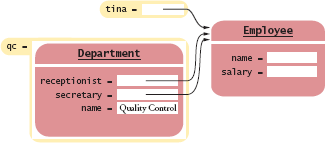 tina =
qc =
Department
receptionist =
secretary =
name = Quality Control
Employee
name =
salary =